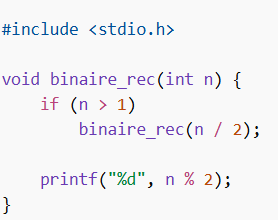 #include <stdio.h>
void binaire_rec(int n) {
    if (n > 1)
        binaire_rec(n / 2);
    printf("%d", n % 2);
}